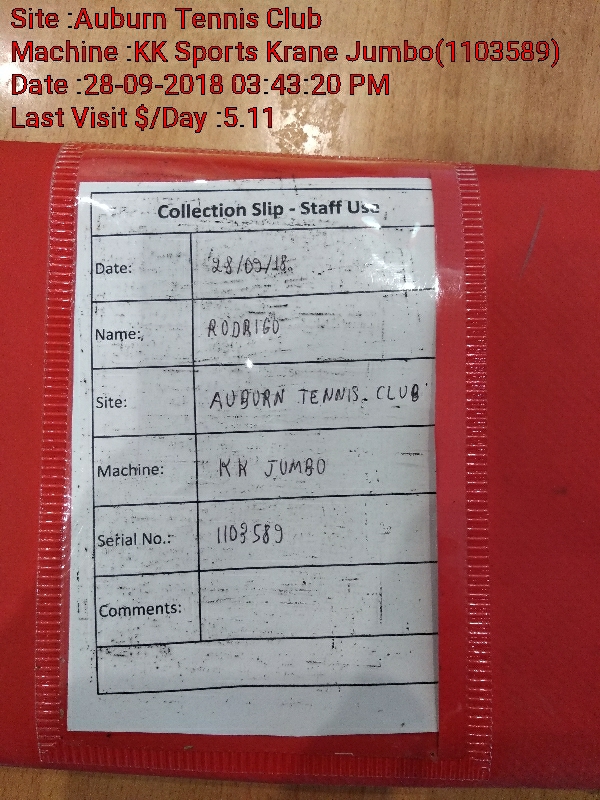 Site :Auburn Tennis Club
Machine :KK Sports Krane Jumbo(1103589)
Date :28-09-2018 03:43:20 PM
Last Visit $/Day :5.11
Collection Slip - Staff Use
Date: 28/09/18.
Name: RODRIGO
Site: AUBURN TENNIS. CLUB
Machine: KK JUMBO
Serial No.: 1103589
Comments: